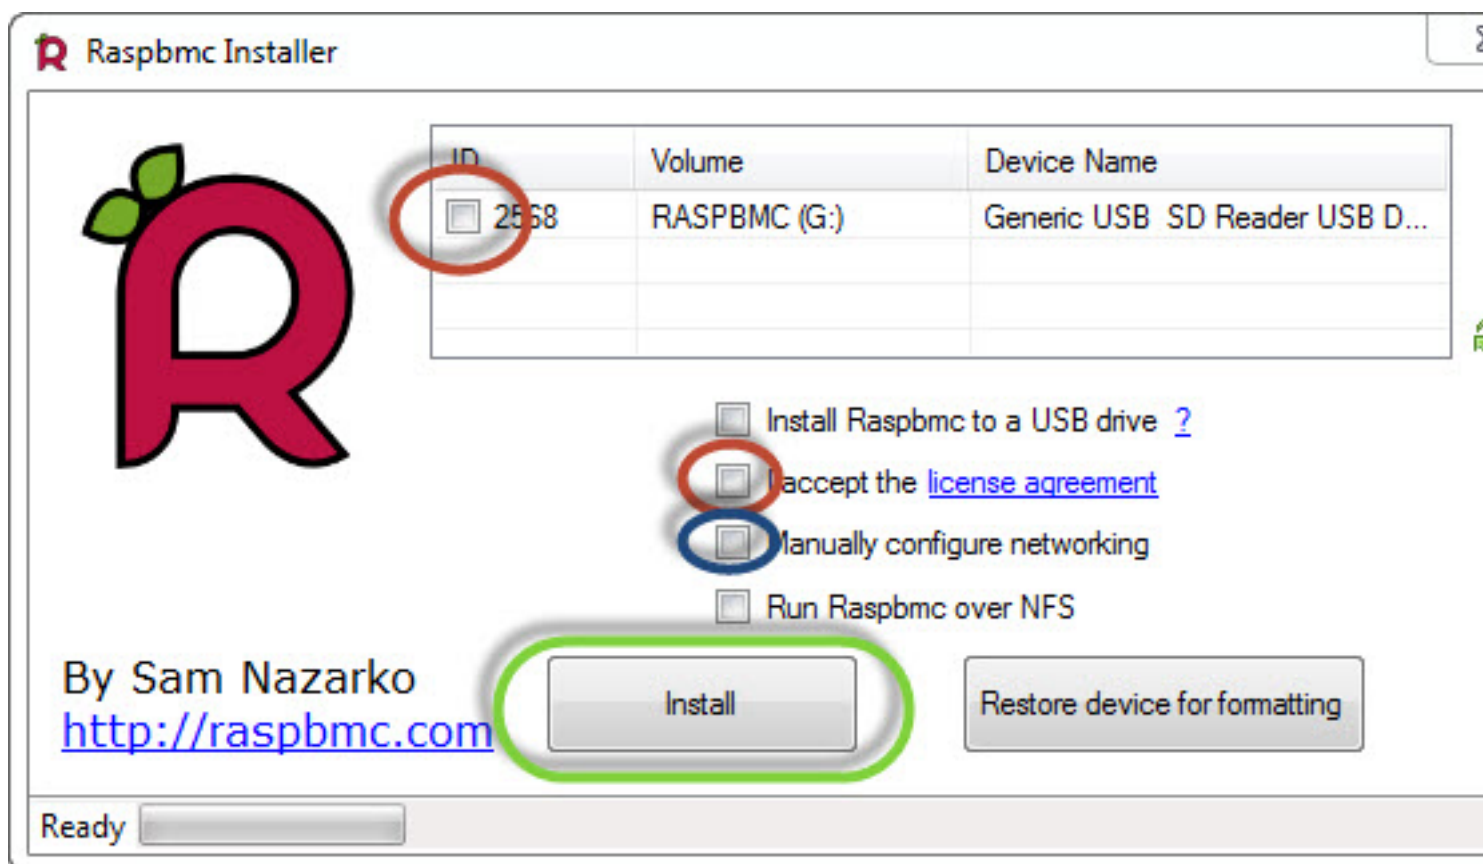 Raspbmc Installer
ID Volume Device Name
2568 RASPBMC (G:) Generic USB SD Reader USB D...
Install Raspbmc to a USB drive ?
I accept the license agreement
Manually configure networking
Run Raspbmc over NFS
By Sam Nazarko
http://raspbmc.com
Install
Restore device for formatting
Ready